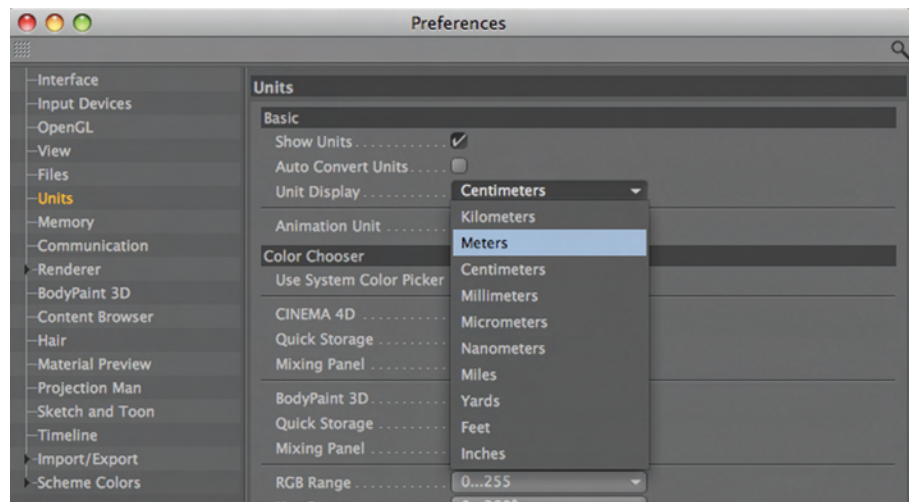 Preferences
Interface
Input Devices
OpenGL
View
Files
Units
Memory
Communication
Renderer
BodyPaint 3D
Content Browser
Hair
Material Preview
Projection Man
Sketch and Toon
Timeline
Import/Export
Scheme Colors
Units
Basic
Show Units
Auto Convert Units
Unit Display
Centimeters
Animation Unit
Color Chooser
Use System Color Picker
CINEMA 4D
Quick Storage
Mixing Panel
BodyPaint 3D
Quick Storage
Mixing Panel
RGB Range
0...255
Kilometers
Meters
Centimeters
Millimeters
Micrometers
Nanometers
Miles
Yards
Feet
Inches